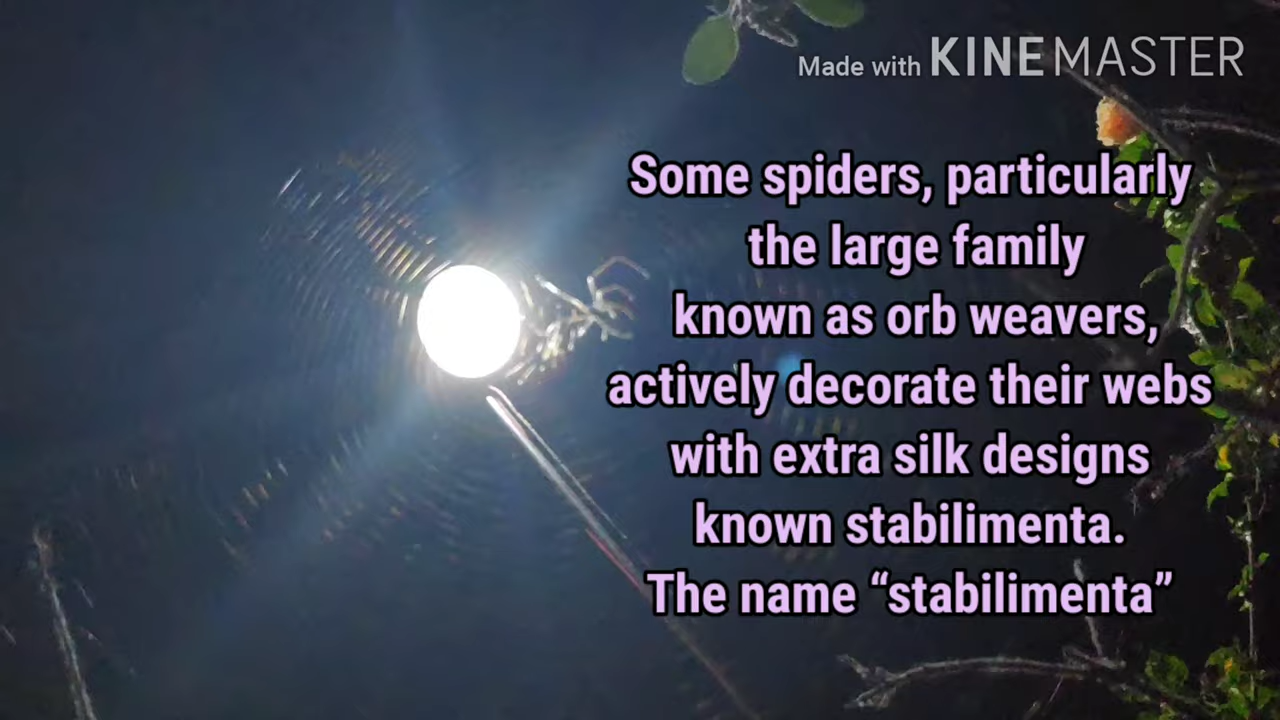 Made with KINEMASTER
Some spiders, particularly
the large family
known as orb weavers,
actively decorate their webs
with extra silk designs
known stabilimenta.
The name “stabilimenta”